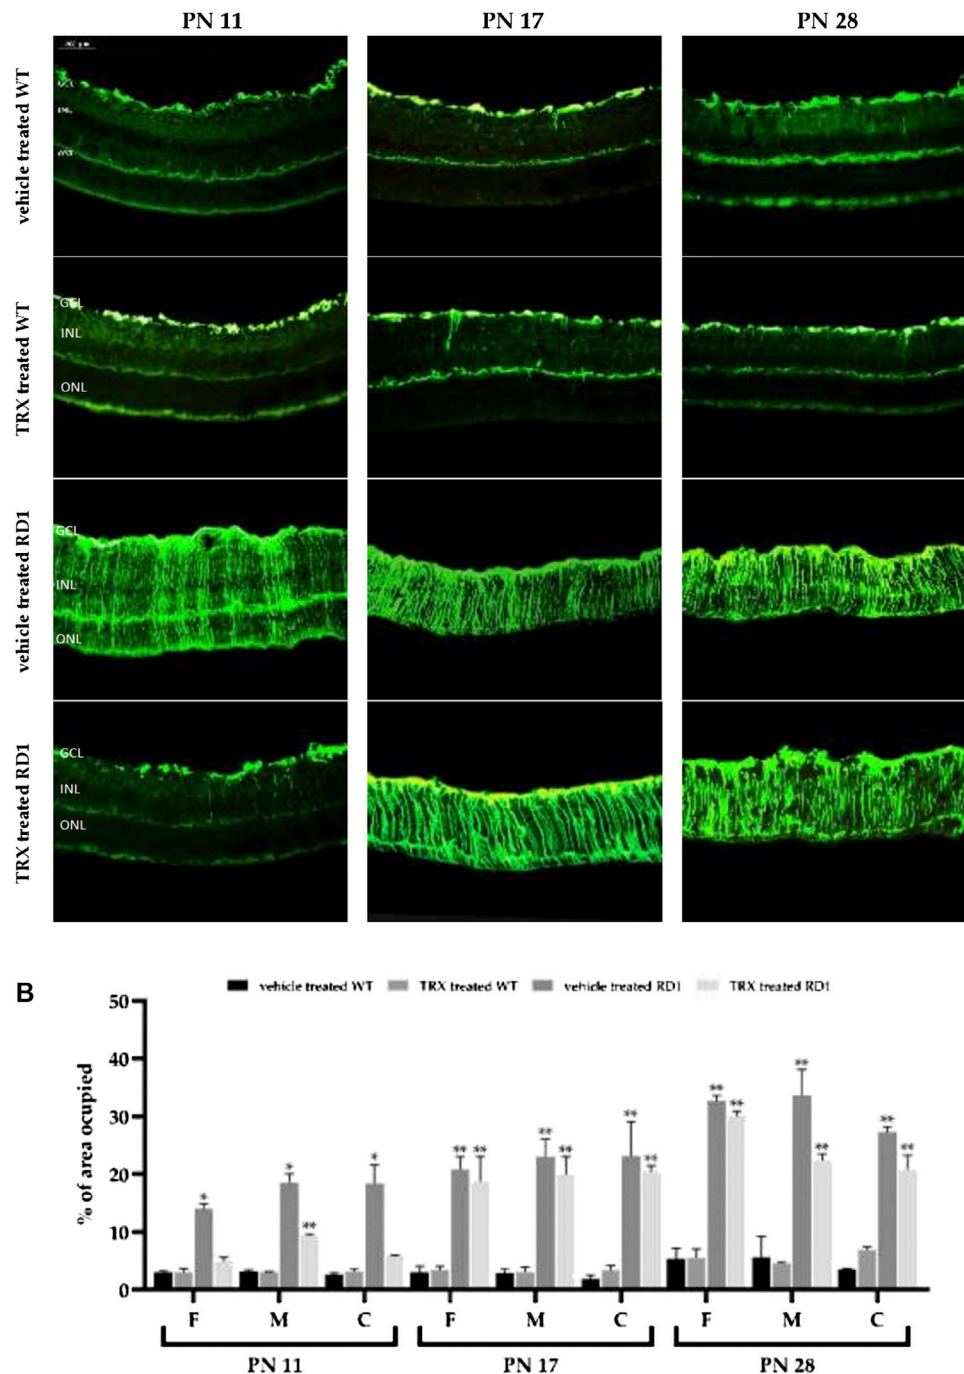 PN 11 PN 17 PN 28
vehicle treated WT
GCL
INL
TRX treated WT
GCL
INL
ONL
vehicle treated RD1
GCL
INL
ONL
TRX treated RD1
GCL
INL
ONL
B
vehicle treated WT TRX treated WT vehicle treated RD1 TRX treated RD1
% of area ocupied
50
40
30
20
10
0
* * * ** ** ** ** ** ** ** ** ** ** ** ** **
F M C F M C F M C
PN 11 PN 17 PN 28